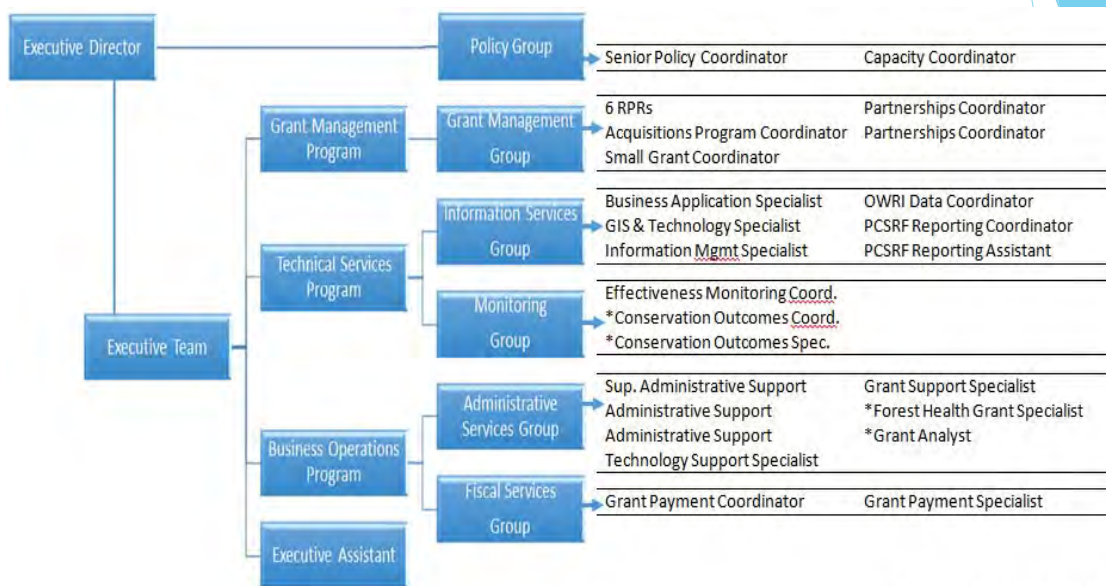 Executive Director
Policy Group
Senior Policy Coordinator
Capacity Coordinator
Grant Management
Program
Grant Management
Group
6 RPRs
Partnerships Coordinator
Acquisitions Program Coordinator
Partnerships Coordinator
Small Grant Coordinator
Executive Team
Technical Services
Program
Information Services
Group
Business Application Specialist
OWRI Data Coordinator
GIS & Technology Specialist
PCSRF Reporting Coordinator
Information Mgmt Specialist
PCSRF Reporting Assistant
Monitoring
Group
Effectiveness Monitoring Coord.
*Conservation Outcomes Coord.
*Conservation Outcomes Spec.
Business Operations
Program
Administrative
Services Group
Sup. Administrative Support
Grant Support Specialist
Administrative Support
*Forest Health Grant Specialist
Administrative Support
*Grant Analyst
Technology Support Specialist
Fiscal Services
Group
Grant Payment Coordinator
Grant Payment Specialist
Executive Assistant